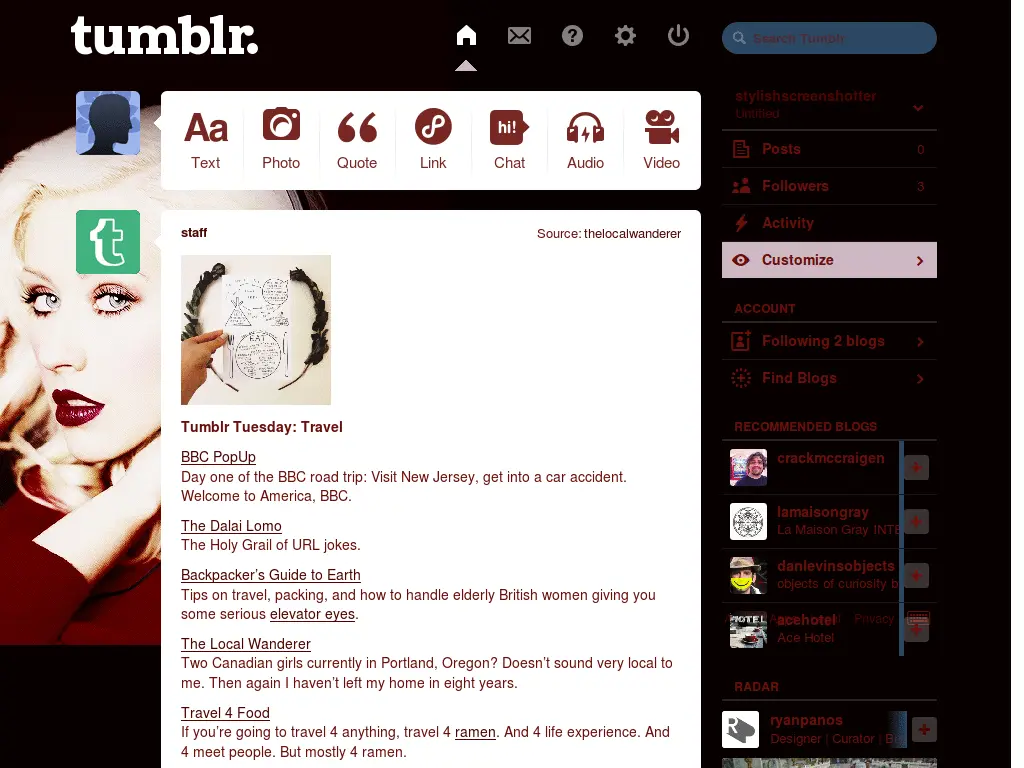 tumblr.
Search Tumblr
stylishscreenshotter
Untitled
Aa
hi!
Text
Photo
Quote
Link
Chat
Audio
Video
Posts 0
Followers 3
Activity
Customize
staff
Source: thelocalwanderer
EAT
ACCOUNT
Following 2 blogs
Find Blogs
Tumblr Tuesday: Travel
BBC PopUp
Day one of the BBC road trip: Visit New Jersey, get into a car accident.
Welcome to America, BBC.
The Dalai Lomo
The Holy Grail of URL jokes.
Backpacker’s Guide to Earth
Tips on travel, packing, and how to handle elderly British women giving you
some serious elevator eyes.
The Local Wanderer
Two Canadian girls currently in Portland, Oregon? Doesn’t sound very local to
me. Then again I haven’t left my home in eight years.
Travel 4 Food
If you’re going to travel 4 anything, travel 4 ramen. And 4 life experience. And
4 meet people. But mostly 4 ramen.
RECOMMENDED BLOGS
crackmccraigen
lamaisongray
La Maison Gray INTE
danlevinsobjects
objects of curiosity b
acehotel
Privacy
HOTEL
Ace Hotel
RADAR
ryanpanos
Designer | Curator | B